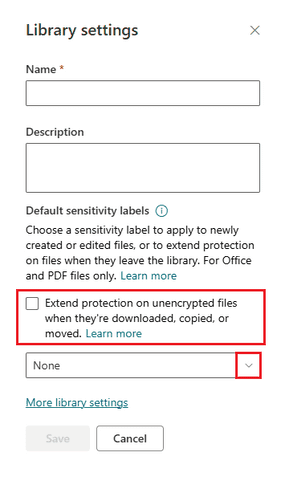 Library settings
Name *
Description
Default sensitivity labels
Choose a sensitivity label to apply to newly
created or edited files, or to extend protection
on files when they leave the library. For Office
and PDF files only. Learn more
Extend protection on unencrypted files
when they're downloaded, copied, or
moved. Learn more
None
More library settings
Save
Cancel